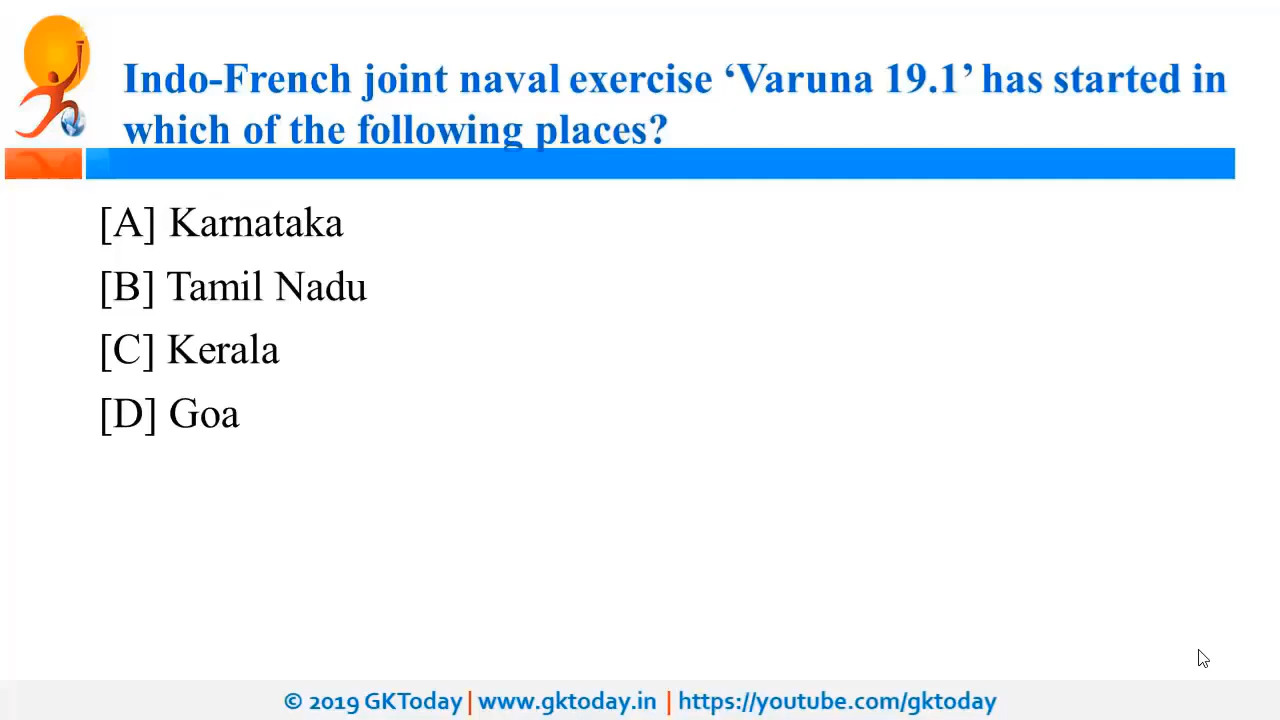 Indo-French joint naval exercise ‘Varuna 19.1’ has started in
which of the following places?
[A] Karnataka
[B] Tamil Nadu
[C] Kerala
[D] Goa
© 2019 GKToday | www.gktoday.in | https://youtube.com/gktoday